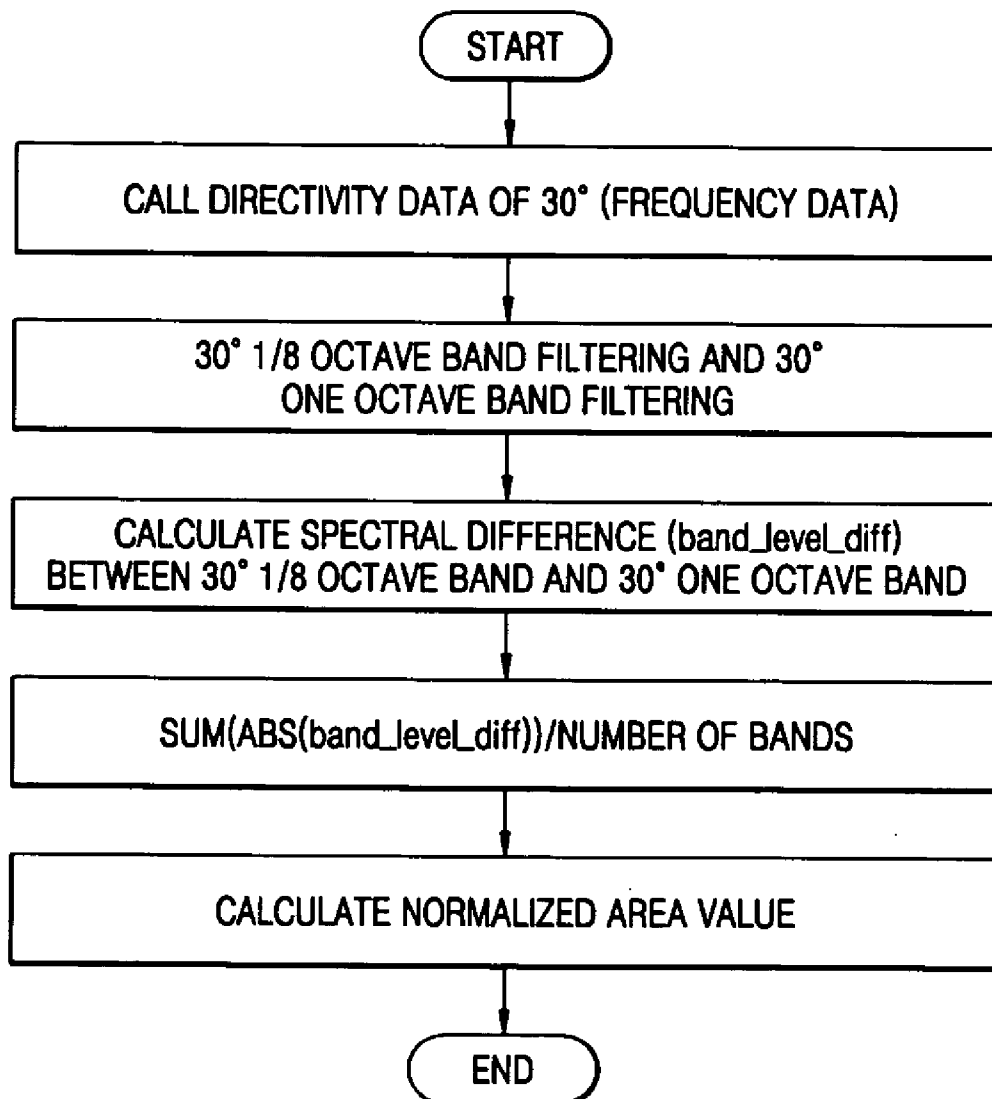 START
CALL DIRECTIVITY DATA OF 30° (FREQUENCY DATA)
30° 1/8 OCTAVE BAND FILTERING AND 30°
ONE OCTAVE BAND FILTERING
CALCULATE SPECTRAL DIFFERENCE (band_level_diff)
BETWEEN 30° 1/8 OCTAVE BAND AND 30° ONE OCTAVE BAND
SUM(ABS(band_level_diff))/NUMBER OF BANDS
CALCULATE NORMALIZED AREA VALUE
END